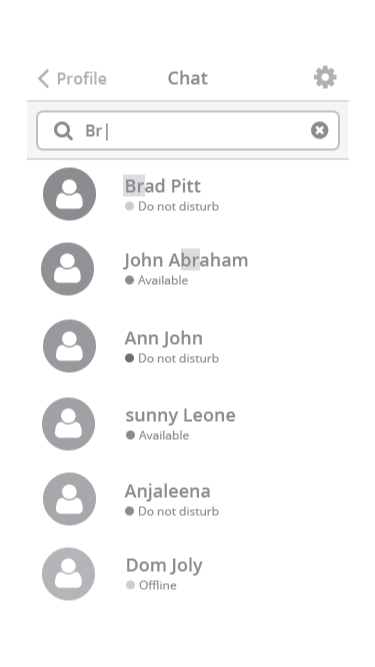 Profile
Chat
Br
Brad Pitt
Do not disturb
John Abraham
Available
Ann John
Do not disturb
sunny Leone
Available
Anjaleena
Do not disturb
Dom Joly
Offline